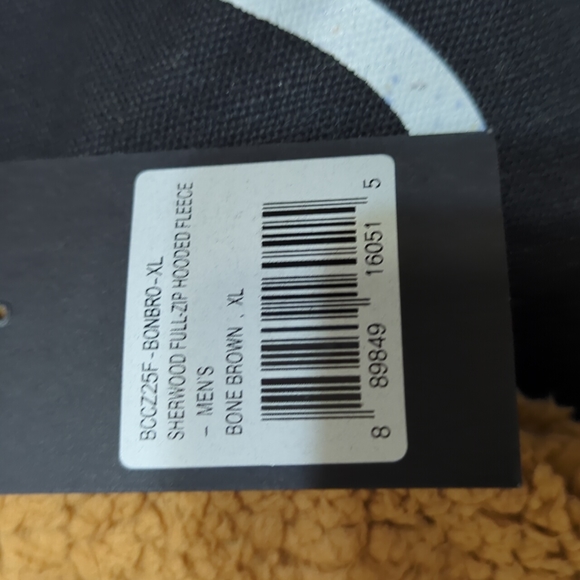 BCCZ25F-BONBRO-XL
SHERWOOD FULL-ZIP HOODED FLEECE
- MEN'S
BONE BROWN , XL
8 89849 16051 5